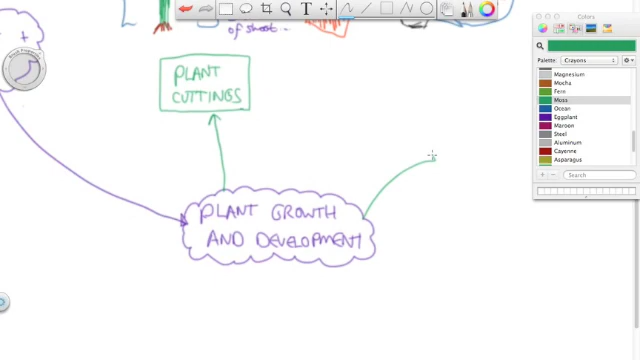 of shoot...
Colors
Palette: Crayons
PLANT
CUTTINGS
Magnesium
Mocha
Fern
Moss
Ocean
Eggplant
Maroon
Steel
Aluminum
Cayenne
Asparagus
Search
PLANT GROWTH
AND DEVELOPMENT